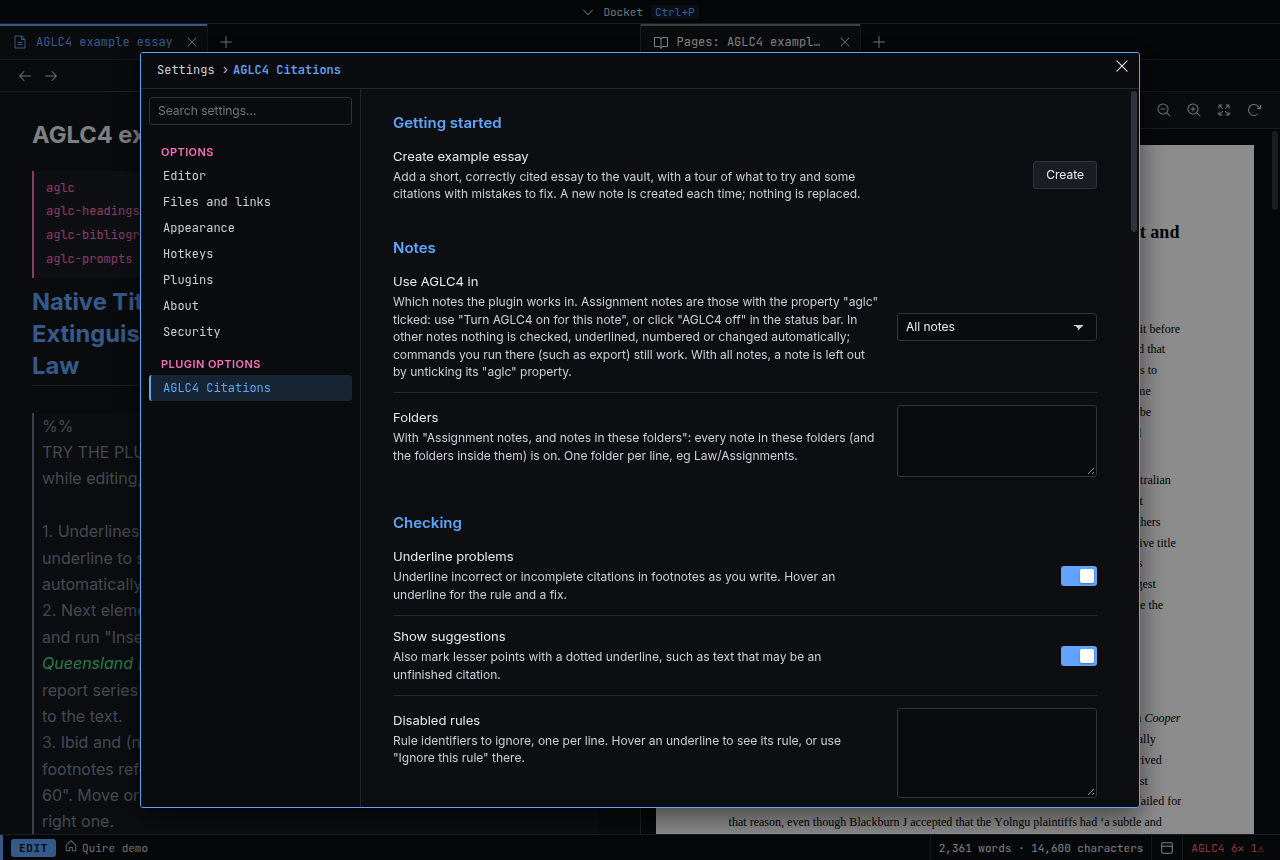 Docket Ctrl+P
AGLC4 example essay
Pages: AGLC4 exampl…
Settings › AGLC4 Citations
Search settings...
OPTIONS
Editor
Files and links
Appearance
Hotkeys
Plugins
About
Security
PLUGIN OPTIONS
AGLC4 Citations
Getting started
Create example essay
Add a short, correctly cited essay to the vault, with a tour of what to try and some
citations with mistakes to fix. A new note is created each time; nothing is replaced.
Create
Notes
Use AGLC4 in
Which notes the plugin works in. Assignment notes are those with the property "aglc"
ticked: use "Turn AGLC4 on for this note", or click "AGLC4 off" in the status bar. In
other notes nothing is checked, underlined, numbered or changed automatically;
commands you run there (such as export) still work. With all notes, a note is left out
by unticking its "aglc" property.
All notes
Folders
With "Assignment notes, and notes in these folders": every note in these folders (and
the folders inside them) is on. One folder per line, eg Law/Assignments.
Checking
Underline problems
Underline incorrect or incomplete citations in footnotes as you write. Hover an
underline for the rule and a fix.
Show suggestions
Also mark lesser points with a dotted underline, such as text that may be an
unfinished citation.
Disabled rules
Rule identifiers to ignore, one per line. Hover an underline to see its rule, or use
"Ignore this rule" there.
AGLC4 ex
aglc
aglc-headings
aglc-bibliogr
aglc-prompts
Native Tit
Extinguis
Law
%%
TRY THE PLU
while editing,
1. Underlines
underline to s
automatically
2. Next eleme
and run "Inse
Queensland
report series
to the text.
3. Ibid and (n
footnotes ref
60". Move or
right one.
t and
it before
d that
s to
me
be
tralian
t
thers
ive title
s
gest
e the
n Cooper
ally
rived
st
failed for
that reason, even though Blackburn J accepted that the Yolngu plaintiffs had ‘a subtle and
EDIT
Quire demo
2,361 words · 14,600 characters
AGLC4 6× 1⚠